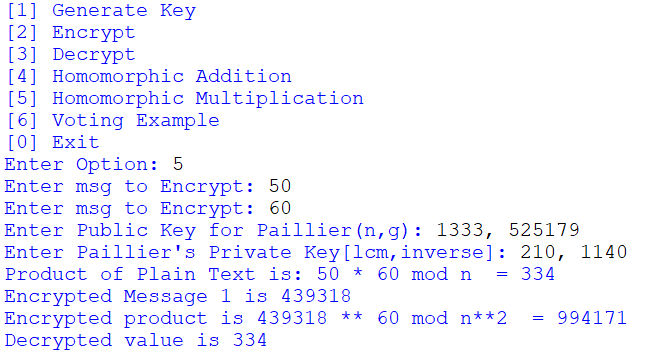 [1] Generate Key
[2] Encrypt
[3] Decrypt
[4] Homomorphic Addition
[5] Homomorphic Multiplication
[6] Voting Example
[0] Exit
Enter Option: 5
Enter msg to Encrypt: 50
Enter msg to Encrypt: 60
Enter Public Key for Paillier(n,g): 1333, 525179
Enter Paillier's Private Key[lcm,inverse]: 210, 1140
Product of Plain Text is: 50 * 60 mod n  = 334
Encrypted Message 1 is 439318
Encrypted product is 439318 ** 60 mod n**2  = 994171
Decrypted value is 334